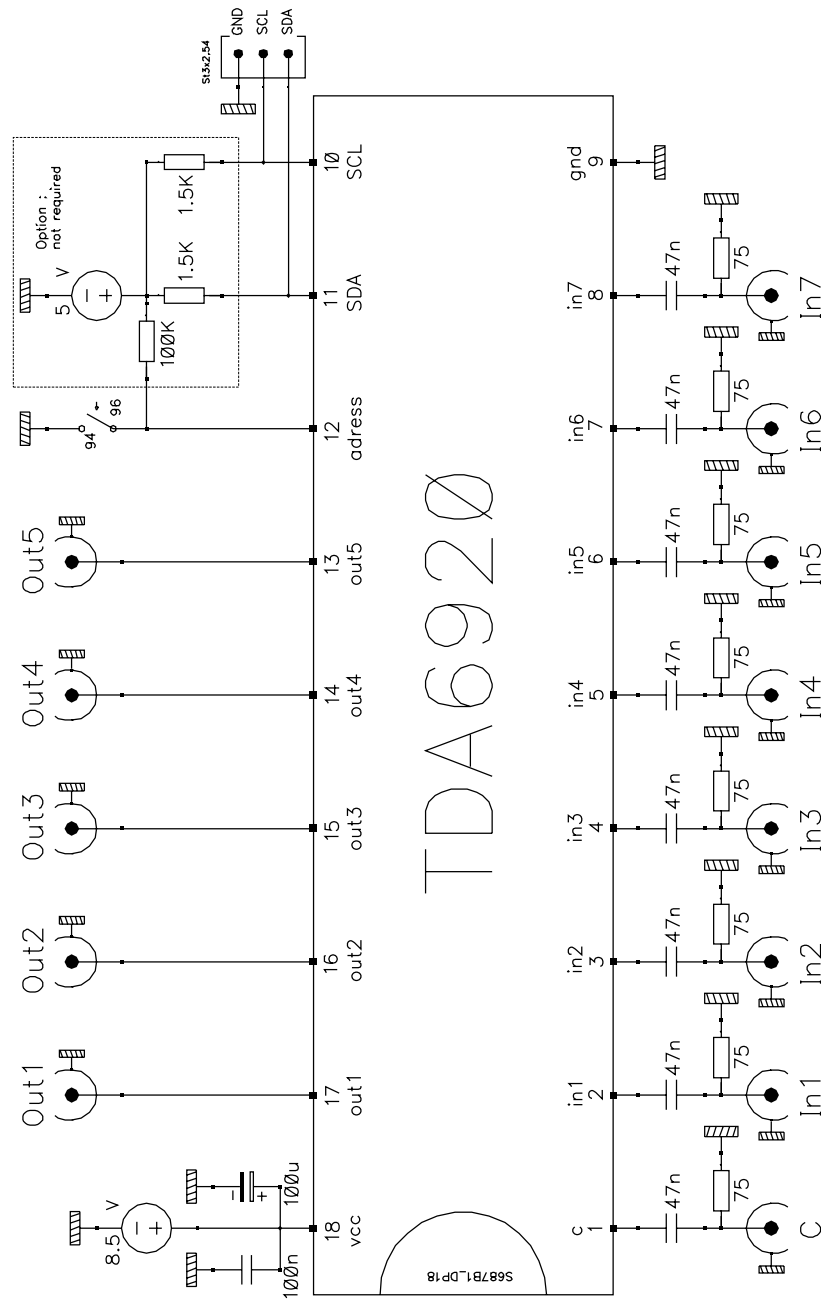 St3x2.54
GND
SCL
SDA
Option :
not required
5 V
1.5K
1.5K
100K
94
96
10
SCL
11
SDA
12
adress
13
out5
14
out4
15
out3
16
out2
17
out1
18
vcc
Out5
Out4
Out3
Out2
Out1
8.5 V
100u
100n
TDA6920
S687B1_DP18
gnd
9
in7
8
in6
7
in5
6
in4
5
in3
4
in2
3
in1
2
c
1
47n
75
In7
47n
75
In6
47n
75
In5
47n
75
In4
47n
75
In3
47n
75
In2
47n
75
In1
47n
75
C